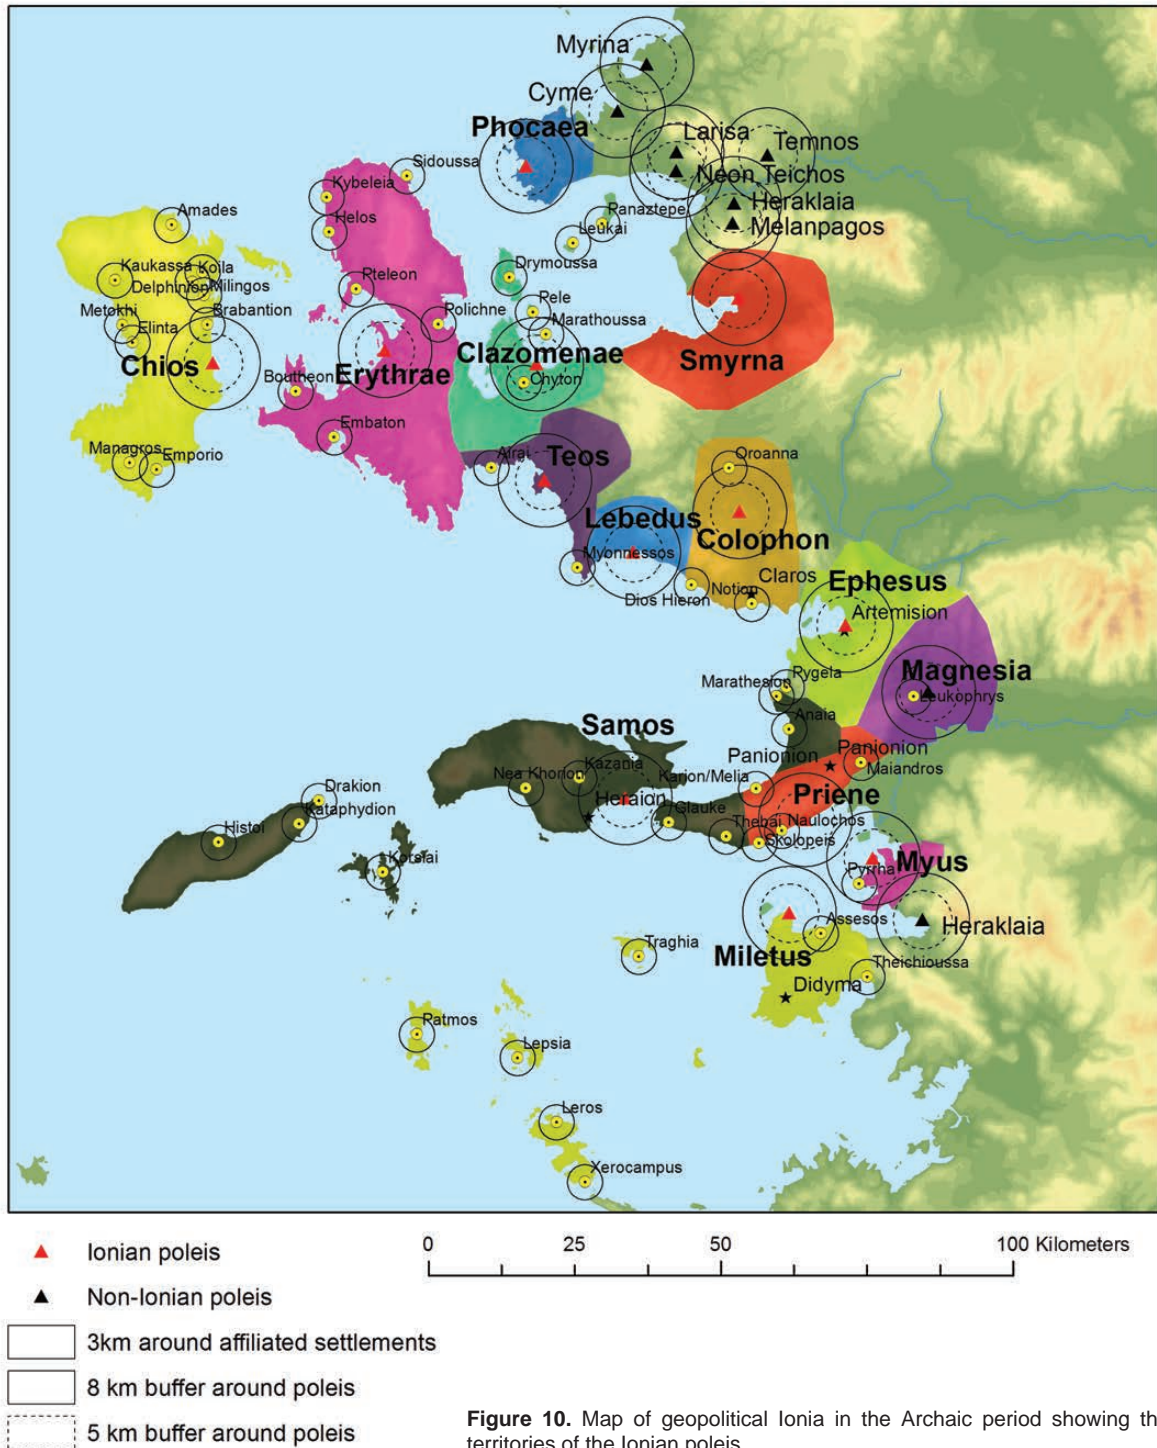 Myrina
Cyme
Phocaea
Larisa
Temnos
Neon Teichos
Sidoussa
Kybeleia
Heraklaia
Panaztepe
Amades
Helos
Leukai
Melanpagos
Kaukassa
Koila
Drymoussa
Pteleon
Delphinion
Milingos
Pele
Metokhi
Brabantion
Polichne
Marathoussa
Elinta
Clazomenae
Chios
Smyrna
Erythrae
Boutheon
Chyton
Embaton
Managros
Emporio
Airai
Teos
Oroanna
Lebedus
Colophon
Myonnessos
Claros
Ephesus
Notion
Dios Hieron
Artemision
Magnesia
Marathesion
Pygela
Leukophrys
Anaia
Samos
Panionion
Panionion
Kazania
Maiandros
Nea Khorion
Karion/Melia
Drakion
Heraion
Priene
Kataphydion
Glauke
Thebai
Naulochos
Histoi
Skolopeis
Korsiai
Myus
Pyrrha
Assesos
Heraklaia
Traghia
Miletus
Theichioussa
Didyma
Patmos
Lepsia
Leros
Xerocampus
0 25 50 100 Kilometers
Ionian poleis
Non-Ionian poleis
3km around affiliated settlements
8 km buffer around poleis
5 km buffer around poleis
Figure 10. Map of geopolitical Ionia in the Archaic period showing th
territories of the Ionian poleis